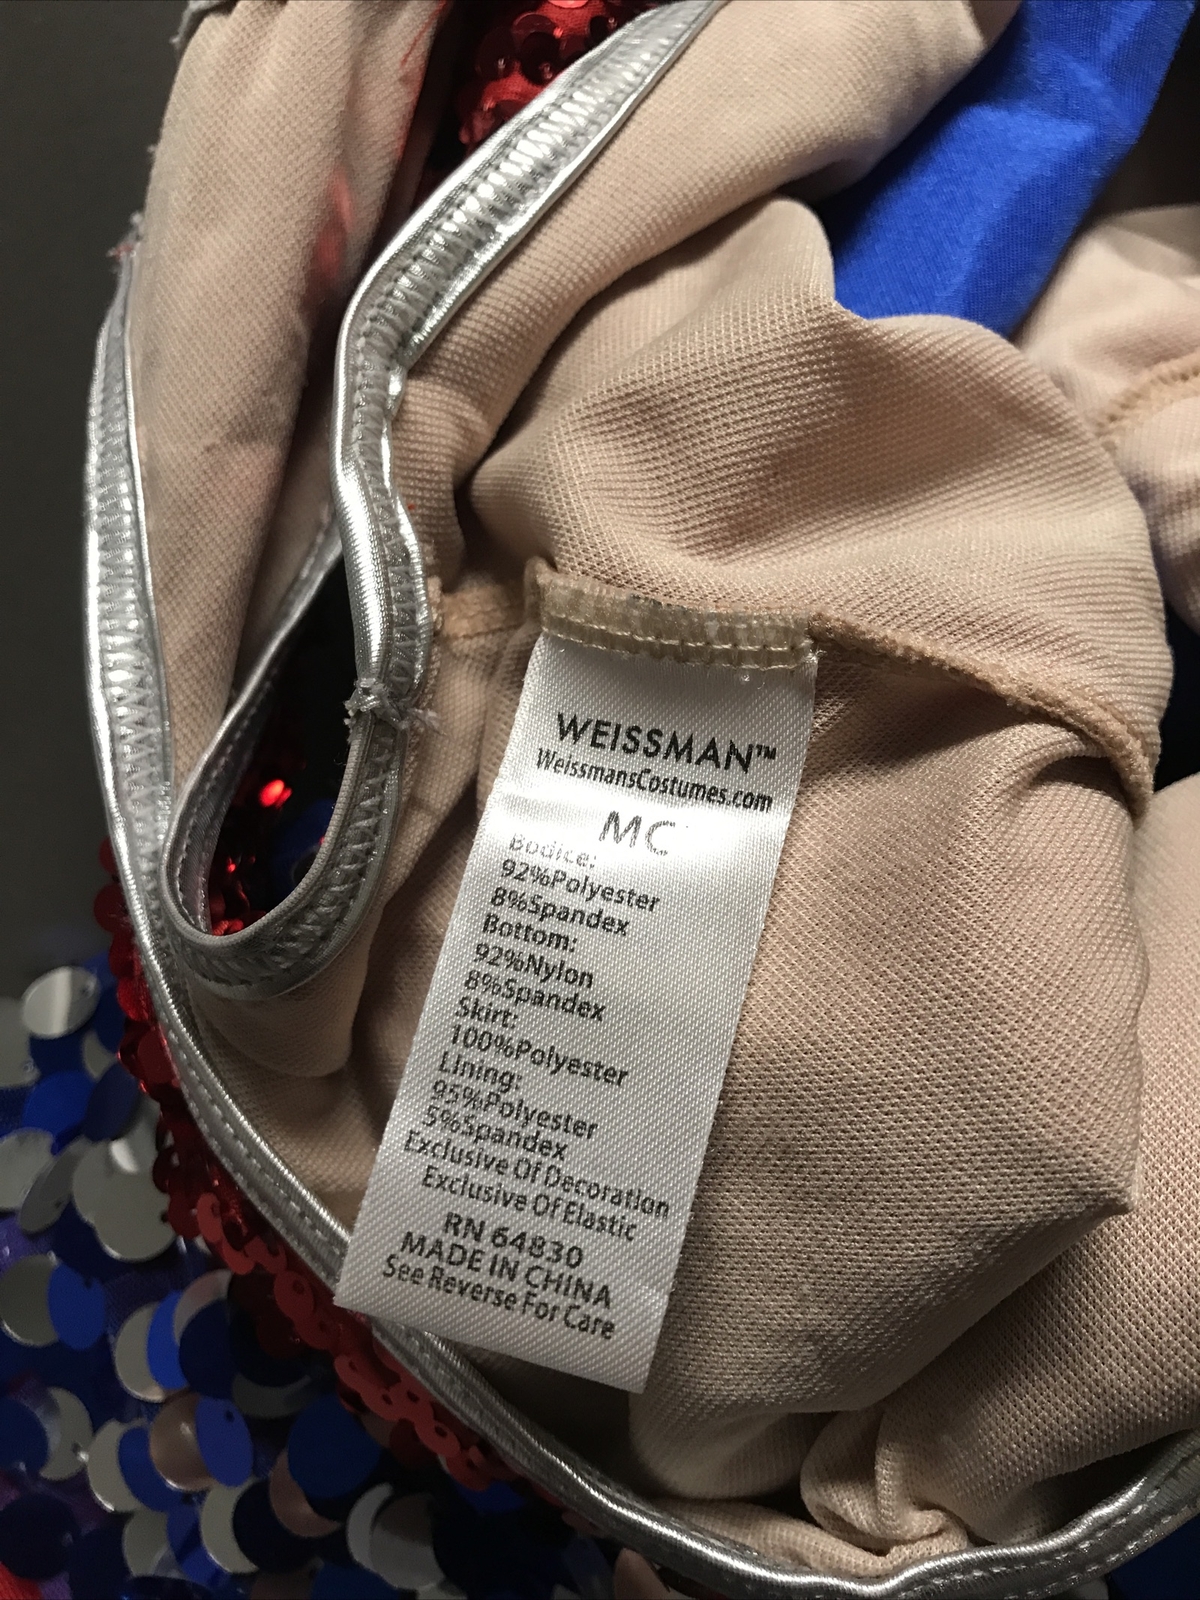 WEISSMAN™
WeissmansCostumes.com
MC
Bodice:
92%Polyester
8%Spandex
Bottom:
92%Nylon
8%Spandex
Skirt:
100%Polyester
Lining:
95%Polyester
5%Spandex
Exclusive Of Decoration
Exclusive Of Elastic
RN 64830
MADE IN CHINA
See Reverse For Care